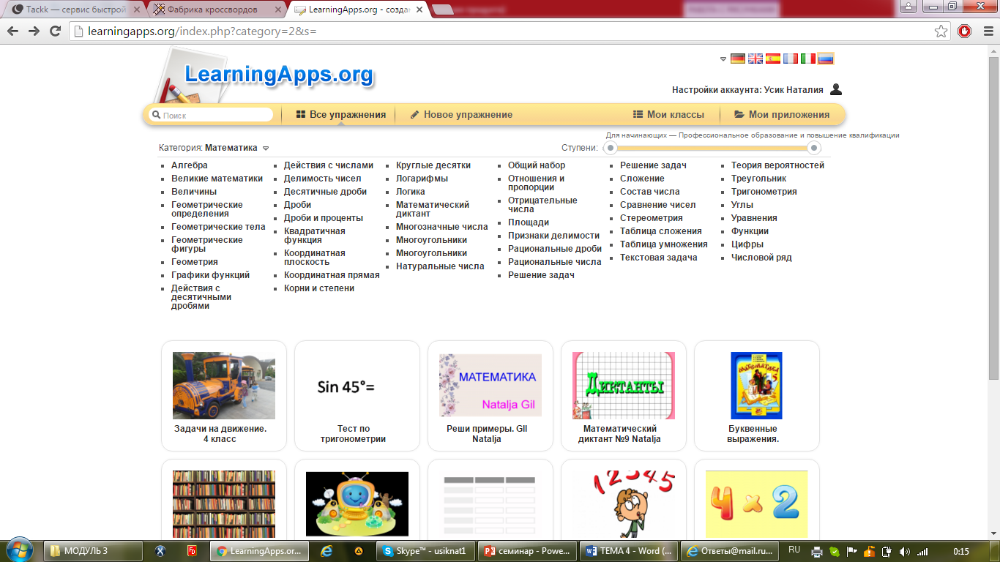 Tackk — сервис быстрой
Фабрика кроссвордов
LearningApps.org - создан
learningapps.org/index.php?category=2&s=
LearningApps.org
Настройки аккаунта: Усик Наталия
Поиск
Все упражнения
Новое упражнение
Мои классы
Мои приложения
Для начинающих — Профессиональное образование и повышение квалификации
Категория: Математика
Ступени:
Алгебра
Великие математики
Величины
Геометрические
определения
Геометрические тела
Геометрические
фигуры
Геометрия
Графики функций
Действия с
десятичными
дробями
Действия с числами
Делимость чисел
Десятичные дроби
Дроби
Дроби и проценты
Квадратичная
функция
Координатная
плоскость
Координатная прямая
Корни и степени
Круглые десятки
Логарифмы
Логика
Математический
диктант
Многозначные числа
Многоугольники
Многоугольники
Натуральные числа
Общий набор
Отношения и
пропорции
Отрицательные
числа
Площади
Признаки делимости
Рациональные дроби
Рациональные числа
Решение задач
Решение задач
Сложение
Состав числа
Сравнение чисел
Стереометрия
Таблица сложения
Таблица умножения
Текстовая задача
Теория вероятностей
Треугольник
Тригонометрия
Углы
Уравнения
Функции
Цифры
Числовой ряд
Задачи на движение.
4 класс
Sin 45°=
Тест по
тригонометрии
МАТЕМАТИКА
Natalja Gil
Реши примеры. GIl
Natalja
Диктанты
Математический
диктант №9 Natalja
МАТЕМАТИКА
5
Буквенные
выражения.
12345
4 x 2
МОДУЛЬ 3
LearningApps.or...
Skype™ - usiknat1
семинар - Powe...
ТЕМА 4 - Word (...
Ответы@mail.ru...
RU
0:15